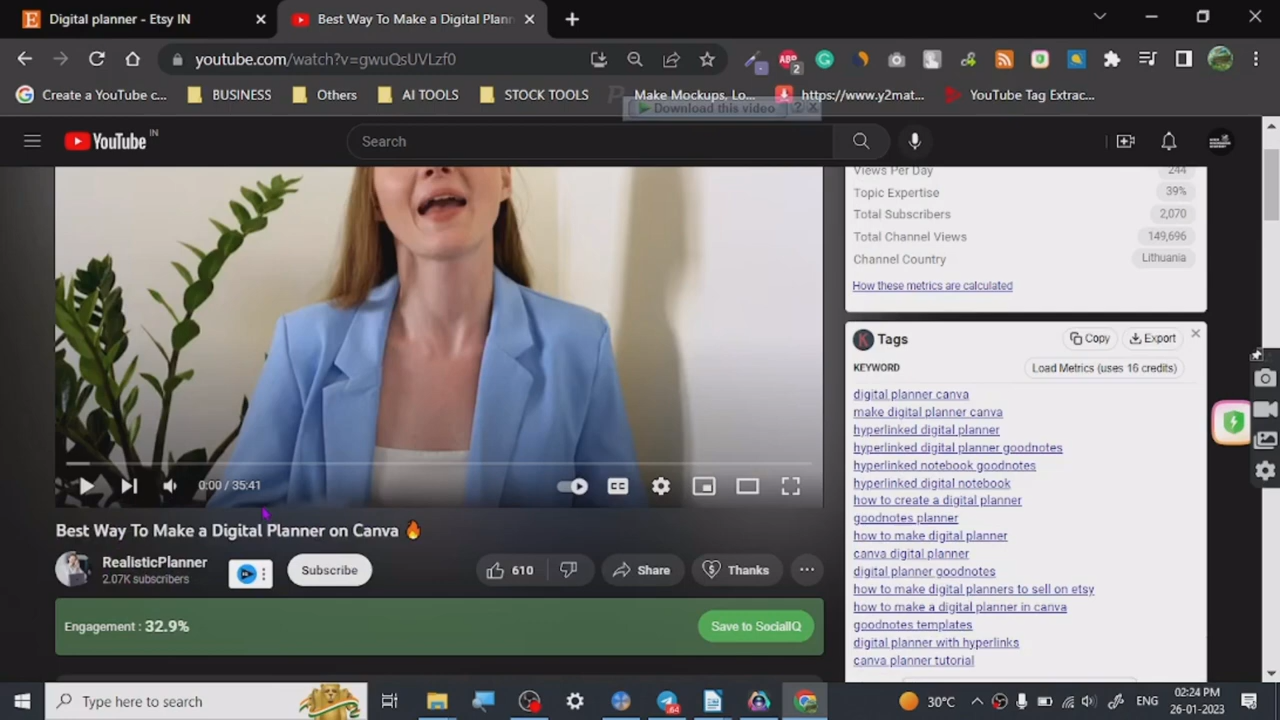 Digital planner - Etsy IN
Best Way To Make a Digital Plann
youtube.com/watch?v=gwuQsUVLzf0
ABP
2
Create a YouTube c...
BUSINESS
Others
AI TOOLS
STOCK TOOLS
Make Mockups, Lo...
https://www.y2mat...
YouTube Tag Extrac...
Download this video
YouTube IN
Search
Views Per Day 244
Topic Expertise 39%
Total Subscribers 2,070
Total Channel Views 149,696
Channel Country Lithuania
How these metrics are calculated
K Tags
Copy
Export
KEYWORD
Load Metrics (uses 16 credits)
digital planner canva
make digital planner canva
hyperlinked digital planner
hyperlinked digital planner goodnotes
hyperlinked notebook goodnotes
hyperlinked digital notebook
how to create a digital planner
goodnotes planner
how to make digital planner
canva digital planner
digital planner goodnotes
how to make digital planners to sell on etsy
how to make a digital planner in canva
goodnotes templates
digital planner with hyperlinks
canva planner tutorial
0:00 / 35:41
CC
Best Way To Make a Digital Planner on Canva 🔥
RealisticPlanner
2.07K subscribers
Subscribe
610
Share
Thanks
Engagement : 32.9%
Save to SocialIQ
Type here to search
64
30°C
ENG
02:24 PM
26-01-2023